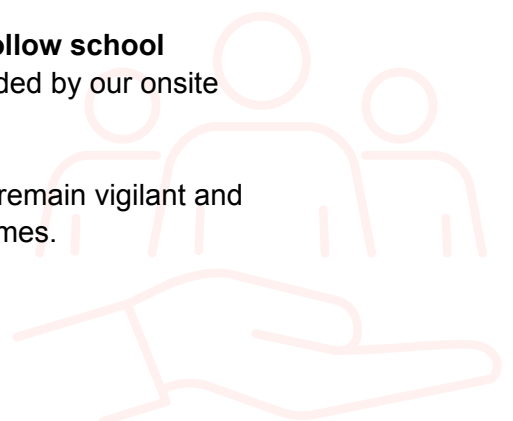 ollow school
ded by our onsite
remain vigilant and
mes.